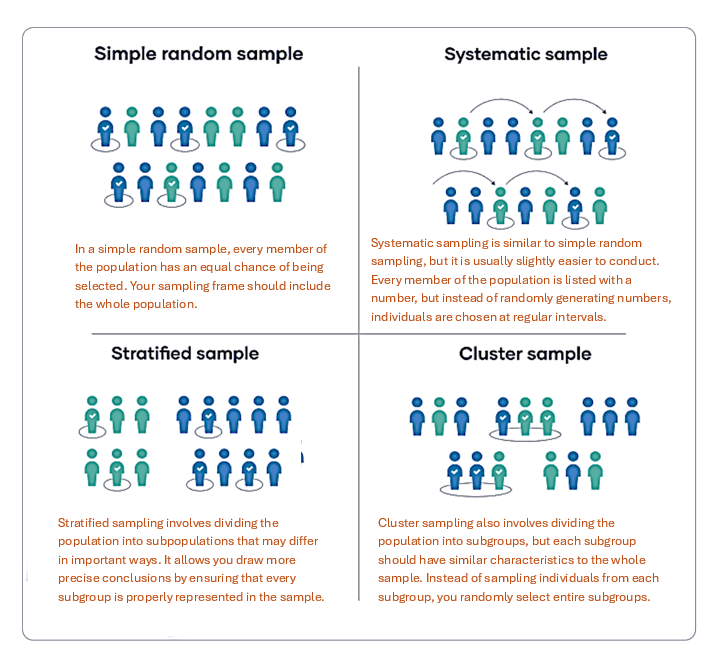 Simple random sample
In a simple random sample, every member of
the population has an equal chance of being
selected. Your sampling frame should include
the whole population.
Systematic sample
Systematic sampling is similar to simple random
sampling, but it is usually slightly easier to conduct.
Every member of the population is listed with a
number, but instead of randomly generating numbers,
individuals are chosen at regular intervals.
Stratified sample
Stratified sampling involves dividing the
population into subpopulations that may differ
in important ways. It allows you draw more
precise conclusions by ensuring that every
subgroup is properly represented in the sample.
Cluster sample
Cluster sampling also involves dividing the
population into subgroups, but each subgroup
should have similar characteristics to the whole
sample. Instead of sampling individuals from each
subgroup, you randomly select entire subgroups.